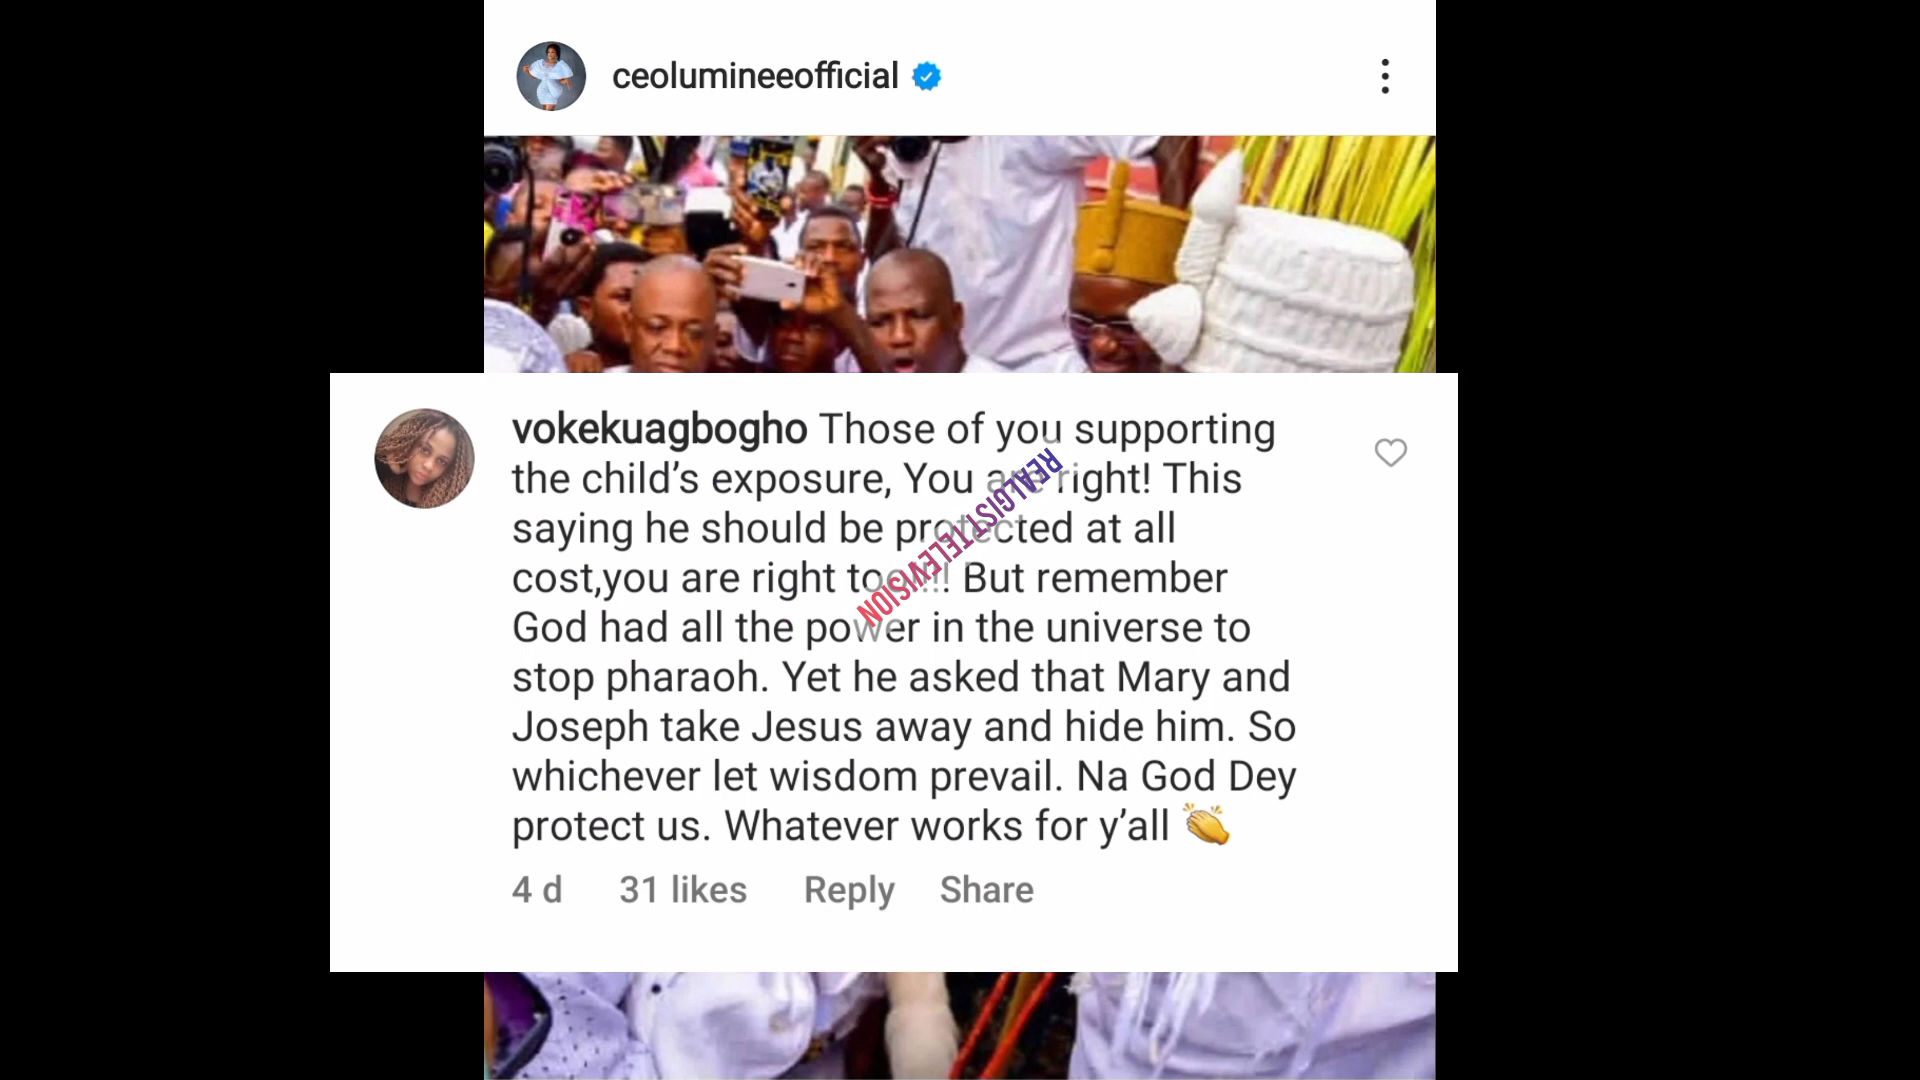 ceolumineeofficial
vokekuagbogho Those of you supporting
the child’s exposure, You are right! This
saying he should be protected at all
cost,you are right too!!!! But remember
God had all the power in the universe to
stop pharaoh. Yet he asked that Mary and
Joseph take Jesus away and hide him. So
whichever let wisdom prevail. Na God Dey
protect us. Whatever works for y’all 👏
4 d 31 likes Reply Share
REALGISTTELEVISION